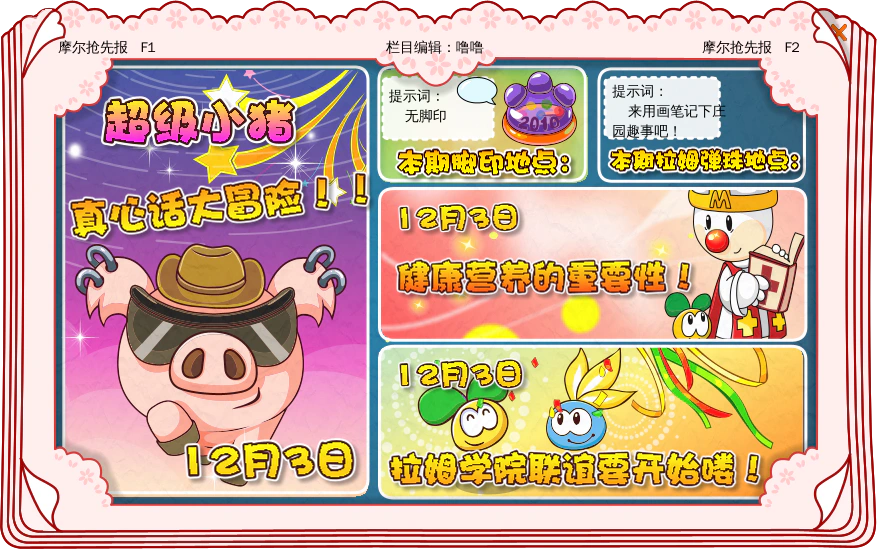 摩尔抢先报 F1
栏目编辑：噜噜
摩尔抢先报 F2
超级小猪
真心话大冒险！！
12月3日
提示词：
无脚印
2010
本期脚印地点：
提示词：
来用画笔记下庄
园趣事吧！
本期拉姆弹珠地点：
12月3日
健康营养的重要性！
M
12月3日
拉姆学院联谊要开始喽！